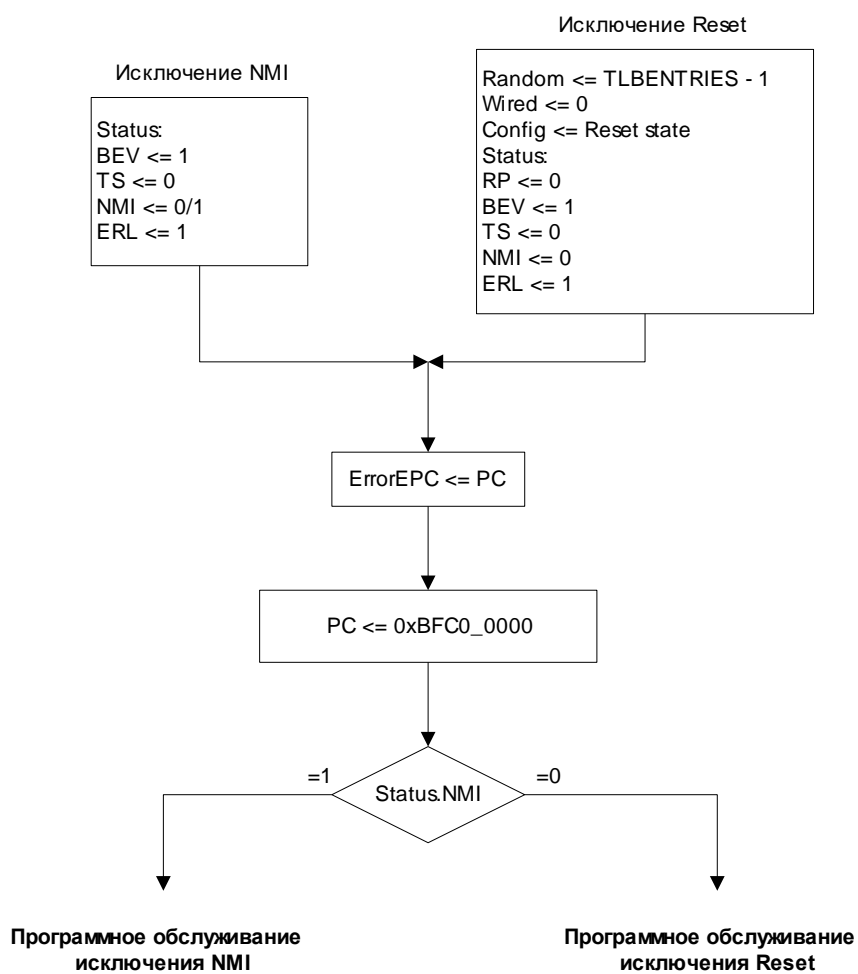 Исключение NMI
Status:
BEV <= 1
TS <= 0
NMI <= 0/1
ERL <= 1
Исключение Reset
Random <= TLBENTRIES - 1
Wired <= 0
Config <= Reset state
Status:
RP <= 0
BEV <= 1
TS <= 0
NMI <= 0
ERL <= 1
ErrorEPC <= PC
PC <= 0xBFC0_0000
=1
Status.NMI
=0
Программное обслуживание
исключения NMI
Программное обслуживание
исключения Reset